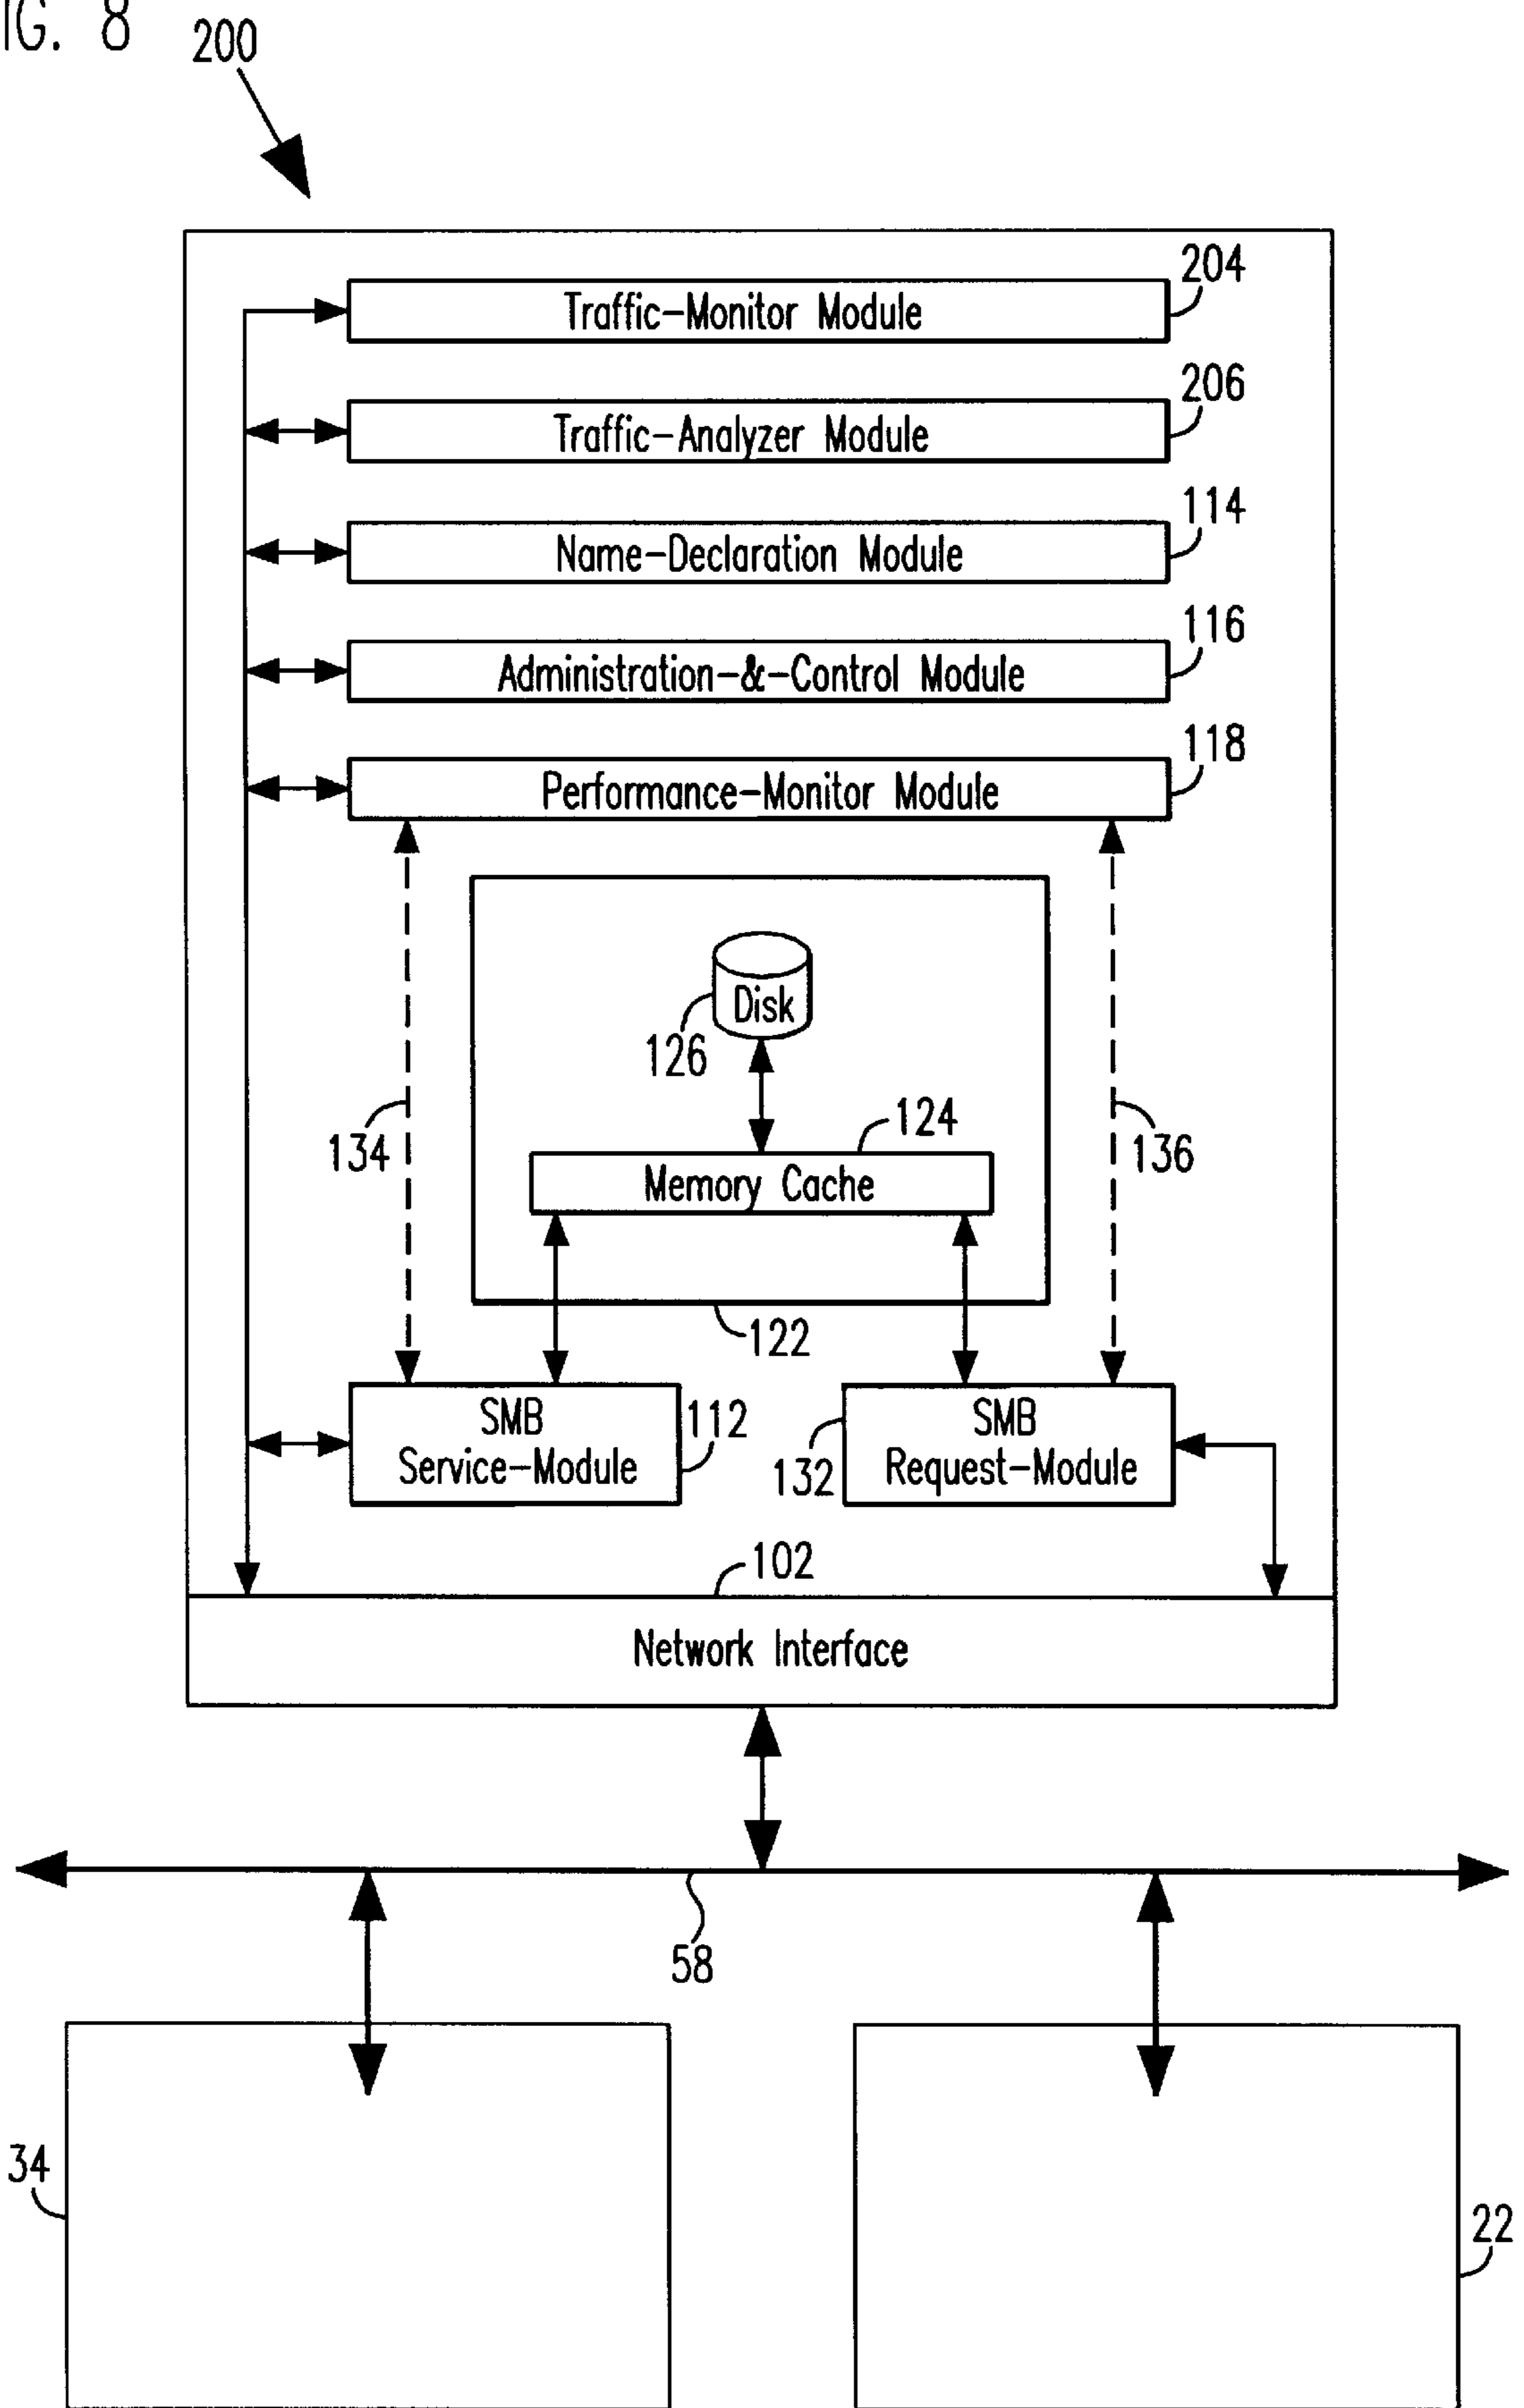 IG. 8
200
204
Traffic-Monitor Module
206
Traffic-Analyzer Module
114
Name-Declaration Module
116
Administration-&-Control Module
118
Performance-Monitor Module
Disk
126
124
134
136
Memory Cache
122
SMB
Service-Module
112
SMB
Request-Module
132
102
Network Interface
58
34
22